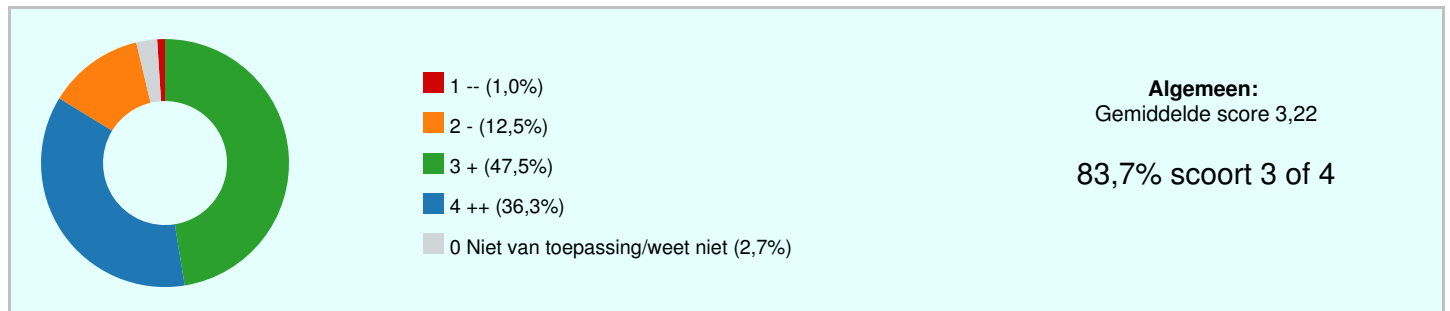 1 -- (1,0%)
2 - (12,5%)
3 + (47,5%)
4 ++ (36,3%)
0 Niet van toepassing/weet niet (2,7%)
Algemeen:
Gemiddelde score 3,22
83,7% scoort 3 of 4